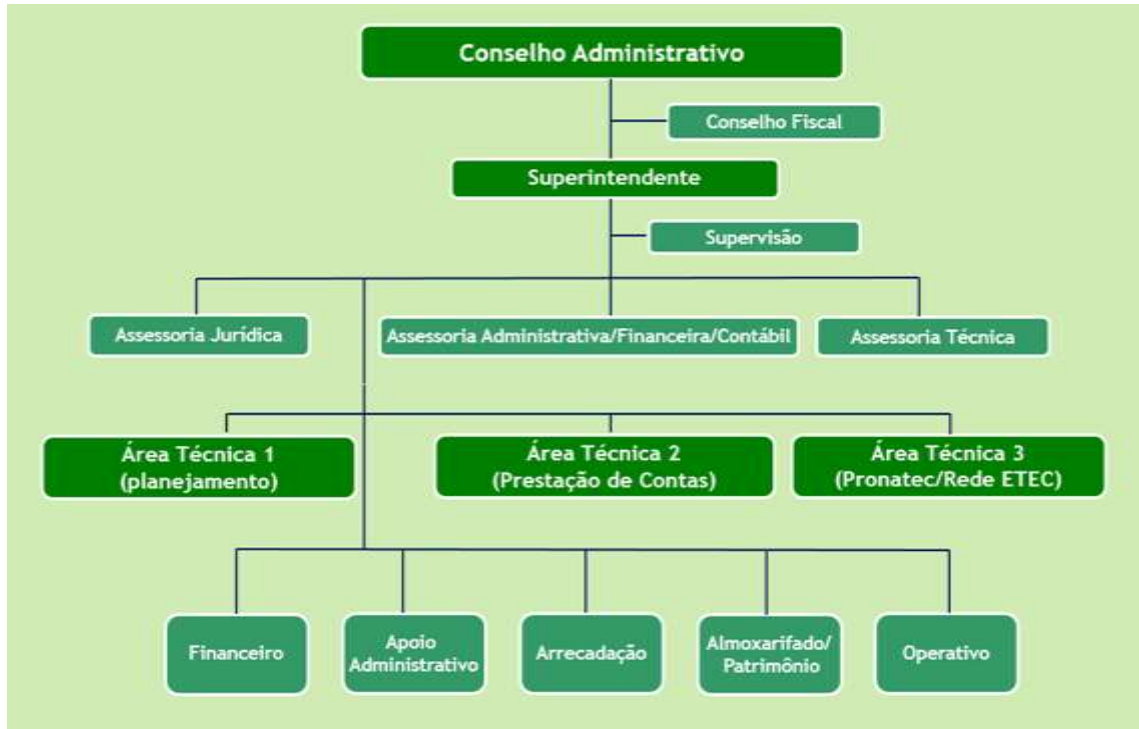 Conselho Administrativo
Conselho Fiscal
Superintendente
Supervisão
Assessoria Jurídica
Assessoria Administrativa/Financeira/Contábil
Assessoria Técnica
Área Técnica 1
(planejamento)
Área Técnica 2
(Prestação de Contas)
Área Técnica 3
(Pronatec/Rede ETEC)
Financeiro
Apoio
Administrativo
Arrecadação
Almoxarifado/
Patrimônio
Operativo